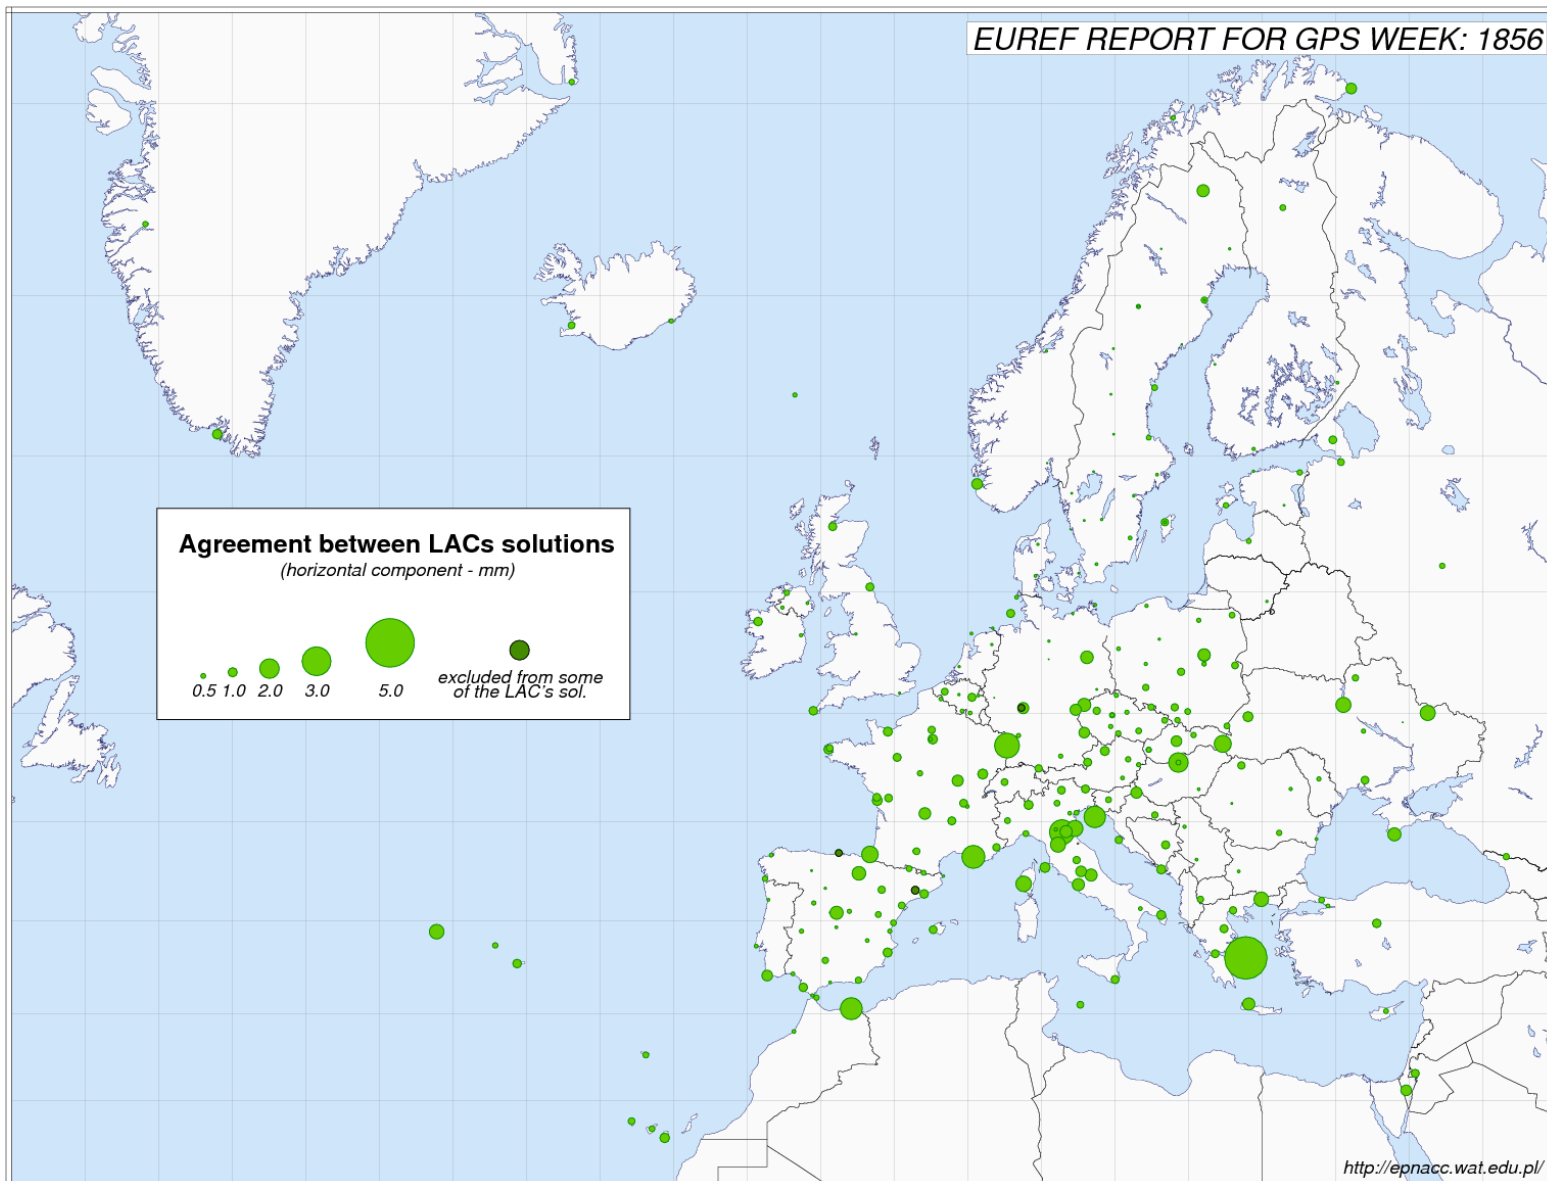 EUREF REPORT FOR GPS WEEK: 1856
Agreement between LACs solutions
(horizontal component - mm)
0.5 1.0 2.0 3.0 5.0
excluded from some
of the LAC's sol.
http://epnacc.wat.edu.pl/